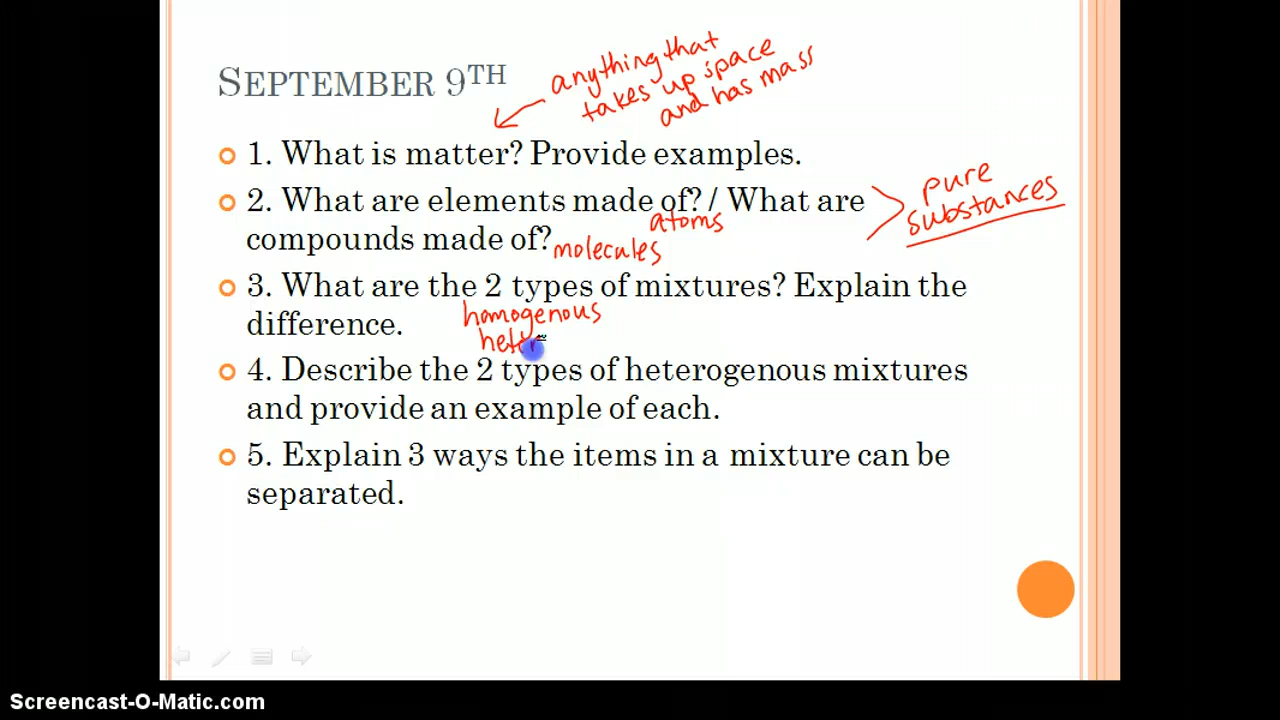 SEPTEMBER 9TH
anything that
takes up space
and has mass
1. What is matter? Provide examples.
2. What are elements made of? / What are
atoms
compounds made of?
molecules
pure
substances
3. What are the 2 types of mixtures? Explain the
difference.
homogenous
heter
4. Describe the 2 types of heterogenous mixtures
and provide an example of each.
5. Explain 3 ways the items in a mixture can be
separated.
Screencast-O-Matic.com